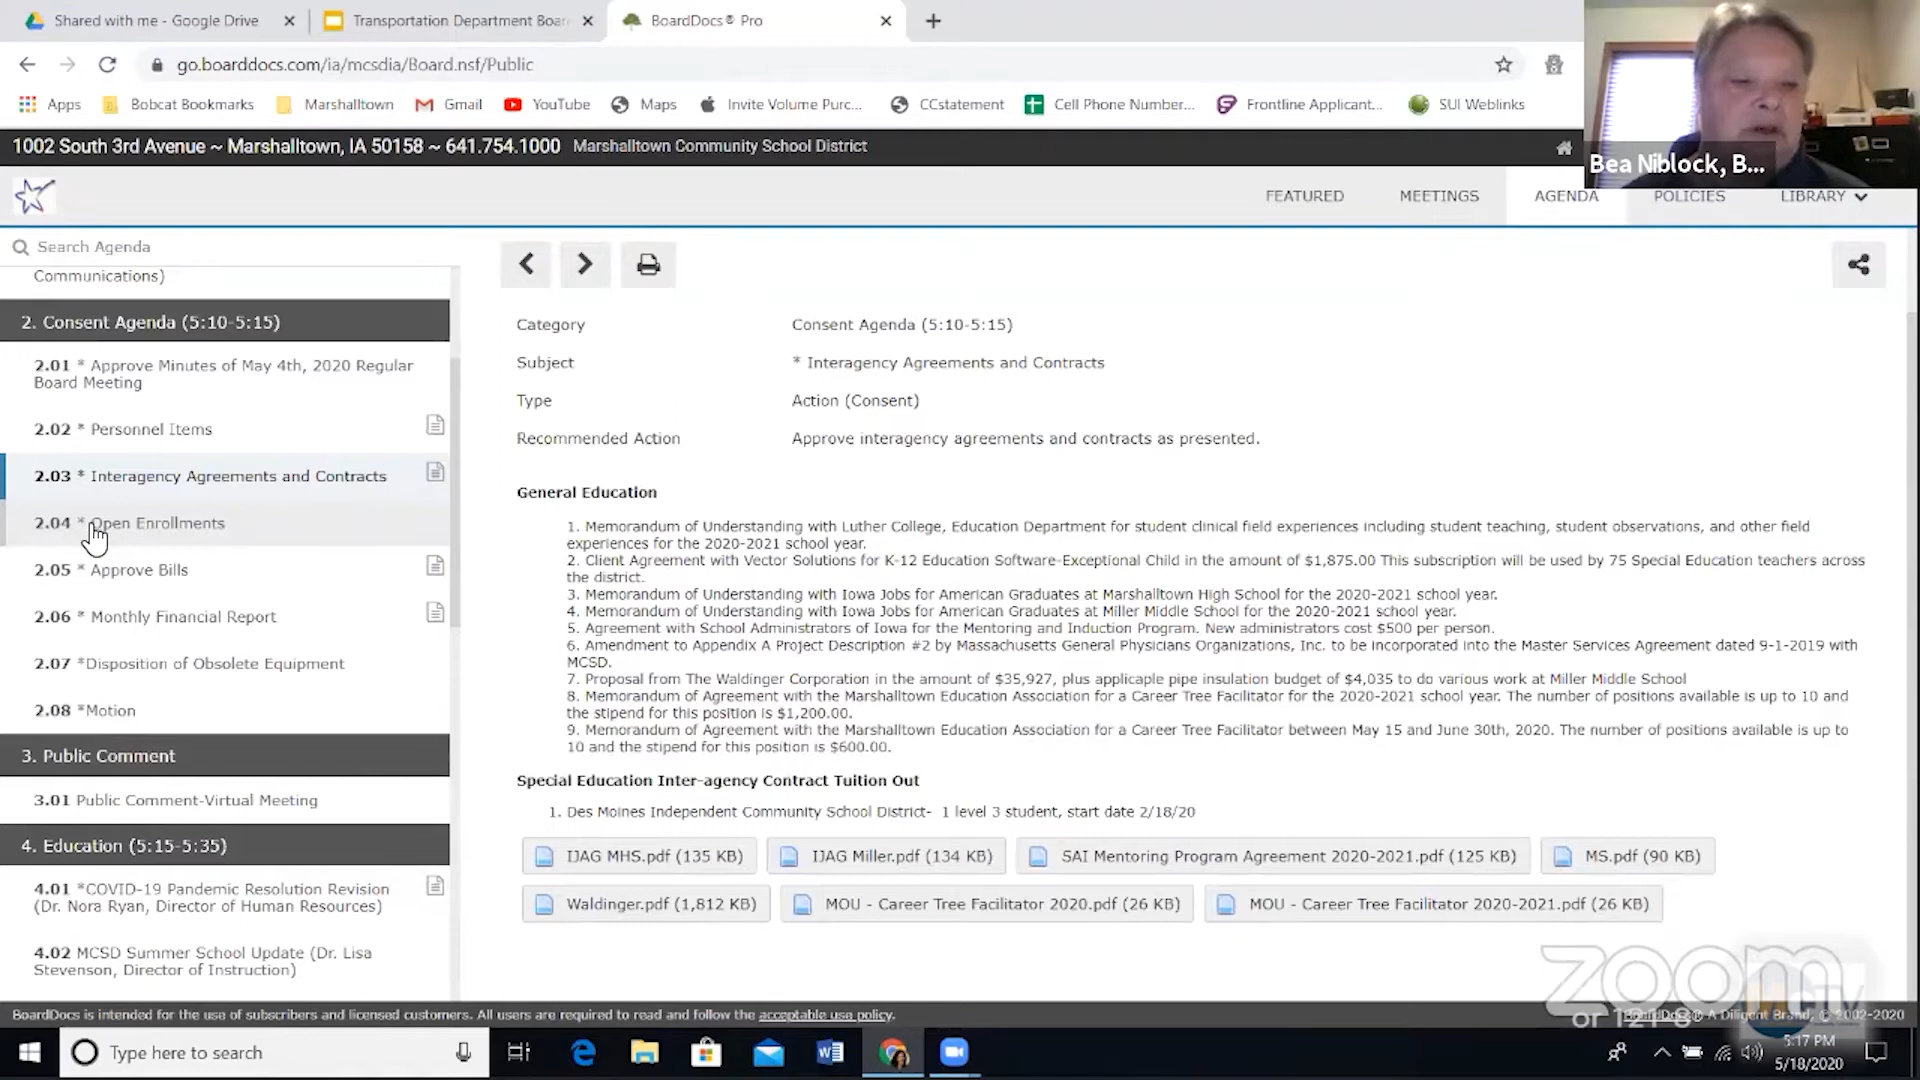 Shared with me - Google Drive
Transportation Department Boar
BoardDocs® Pro
go.boarddocs.com/ia/mcsdia/Board.nsf/Public
Apps
Bobcat Bookmarks
Marshalltown
Gmail
YouTube
Maps
Invite Volume Purc...
CCstatement
Cell Phone Number...
Frontline Applicant...
SUI Weblinks
1002 South 3rd Avenue ~ Marshalltown, IA 50158 ~ 641.754.1000 Marshalltown Community School District
Bea Niblock, B...
FEATURED
MEETINGS
AGENDA
POLICIES
LIBRARY
Search Agenda
Communications)
2. Consent Agenda (5:10-5:15)
2.01 * Approve Minutes of May 4th, 2020 Regular
Board Meeting
2.02 * Personnel Items
2.03 * Interagency Agreements and Contracts
2.04 * Open Enrollments
2.05 * Approve Bills
2.06 * Monthly Financial Report
2.07 *Disposition of Obsolete Equipment
2.08 *Motion
3. Public Comment
3.01 Public Comment-Virtual Meeting
4. Education (5:15-5:35)
4.01 *COVID-19 Pandemic Resolution Revision
(Dr. Nora Ryan, Director of Human Resources)
4.02 MCSD Summer School Update (Dr. Lisa
Stevenson, Director of Instruction)
Category Consent Agenda (5:10-5:15)
Subject * Interagency Agreements and Contracts
Type Action (Consent)
Recommended Action Approve interagency agreements and contracts as presented.
General Education
1. Memorandum of Understanding with Luther College, Education Department for student clinical field experiences including student teaching, student observations, and other field
experiences for the 2020-2021 school year.
2. Client Agreement with Vector Solutions for K-12 Education Software-Exceptional Child in the amount of $1,875.00 This subscription will be used by 75 Special Education teachers across
the district.
3. Memorandum of Understanding with Iowa Jobs for American Graduates at Marshalltown High School for the 2020-2021 school year.
4. Memorandum of Understanding with Iowa Jobs for American Graduates at Miller Middle School for the 2020-2021 school year.
5. Agreement with School Administrators of Iowa for the Mentoring and Induction Program. New administrators cost $500 per person.
6. Amendment to Appendix A Project Description #2 by Massachusetts General Physicians Organizations, Inc. to be incorporated into the Master Services Agreement dated 9-1-2019 with
MCSD.
7. Proposal from The Waldinger Corporation in the amount of $35,927, plus applicaple pipe insulation budget of $4,035 to do various work at Miller Middle School
8. Memorandum of Agreement with the Marshalltown Education Association for a Career Tree Facilitator for the 2020-2021 school year. The number of positions available is up to 10 and
the stipend for this position is $1,200.00.
9. Memorandum of Agreement with the Marshalltown Education Association for a Career Tree Facilitator between May 15 and June 30th, 2020. The number of positions available is up to
10 and the stipend for this position is $600.00.
Special Education Inter-agency Contract Tuition Out
1. Des Moines Independent Community School District- 1 level 3 student, start date 2/18/20
IJAG MHS.pdf (135 KB)
IJAG Miller.pdf (134 KB)
SAI Mentoring Program Agreement 2020-2021.pdf (125 KB)
MS.pdf (90 KB)
Waldinger.pdf (1,812 KB)
MOU - Career Tree Facilitator 2020.pdf (26 KB)
MOU - Career Tree Facilitator 2020-2021.pdf (26 KB)
zoom
BoardDocs is intended for the use of subscribers and licensed customers. All users are required to read and follow the acceptable use policy.
A Diligent Brand, © 2002-2020
Type here to search
5:17 PM
5/18/2020